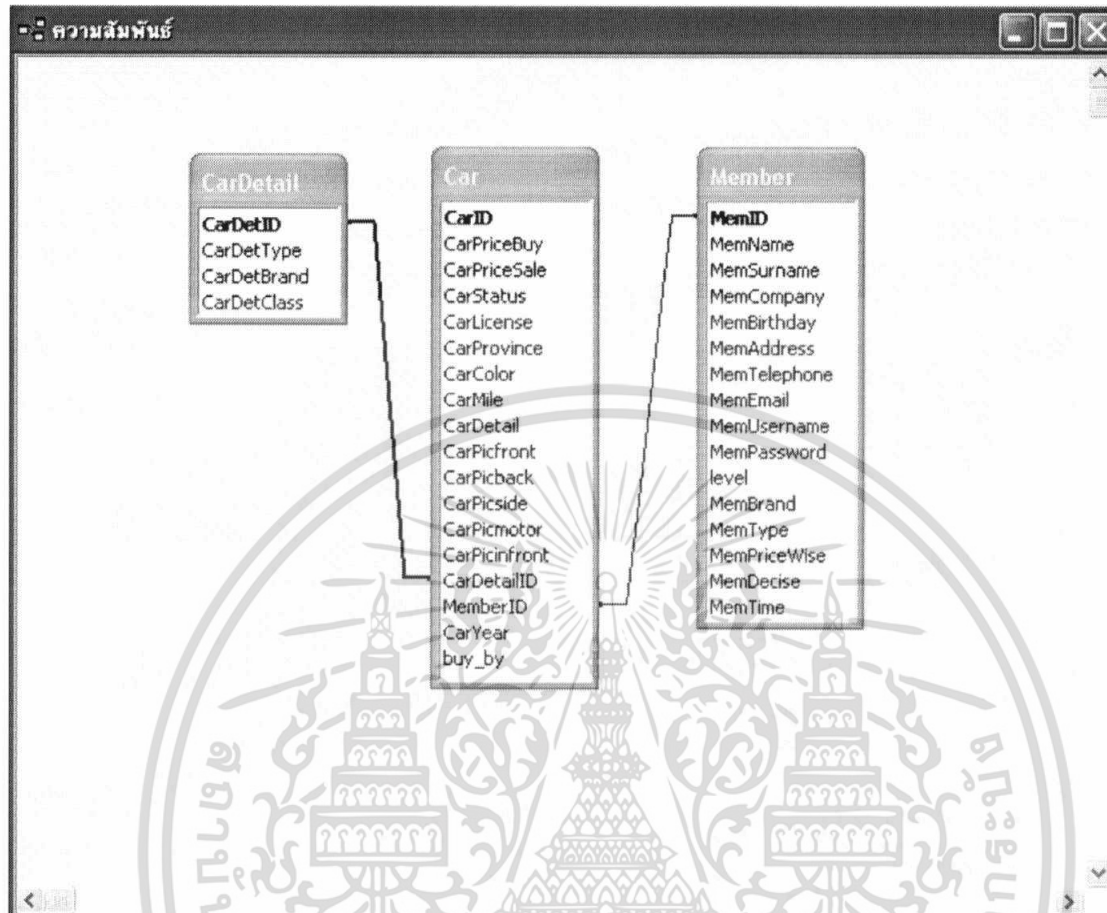 ความสัมพันธ์
CarDetail
CarDetID
CarDetType
CarDetBrand
CarDetClass
Car
CarID
CarPriceBuy
CarPriceSale
CarStatus
CarLicense
CarProvince
CarColor
CarMile
CarDetail
CarPicfront
CarPicback
CarPicside
CarPicmotor
CarPicinfront
CarDetailID
MemberID
CarYear
buy_by
Member
MemID
MemName
MemSurname
MemCompany
MemBirthday
MemAddress
MemTelephone
MemEmail
MemUsername
MemPassword
level
MemBrand
MemType
MemPriceWise
MemDecise
MemTime